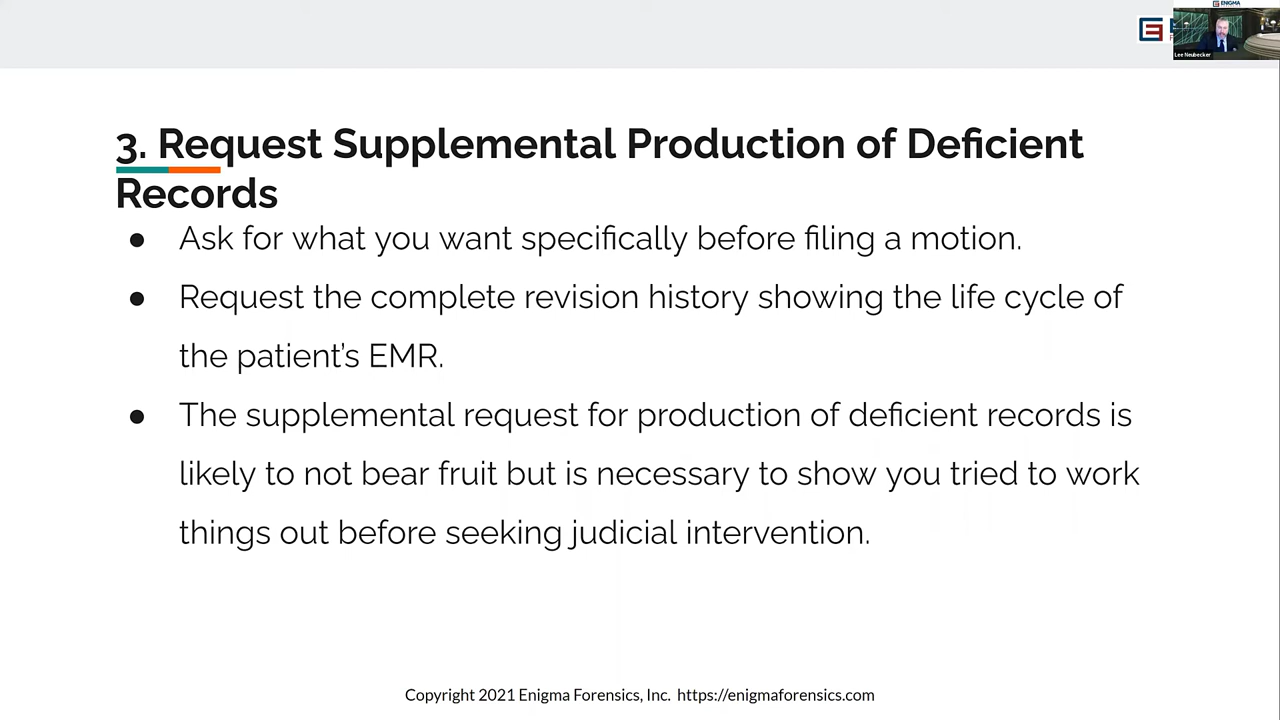 ENIGMA
Lee Neubecker
3. Request Supplemental Production of Deficient
Records
● Ask for what you want specifically before filing a motion.
● Request the complete revision history showing the life cycle of
the patient’s EMR.
● The supplemental request for production of deficient records is
likely to not bear fruit but is necessary to show you tried to work
things out before seeking judicial intervention.
Copyright 2021 Enigma Forensics, Inc. https://enigmaforensics.com